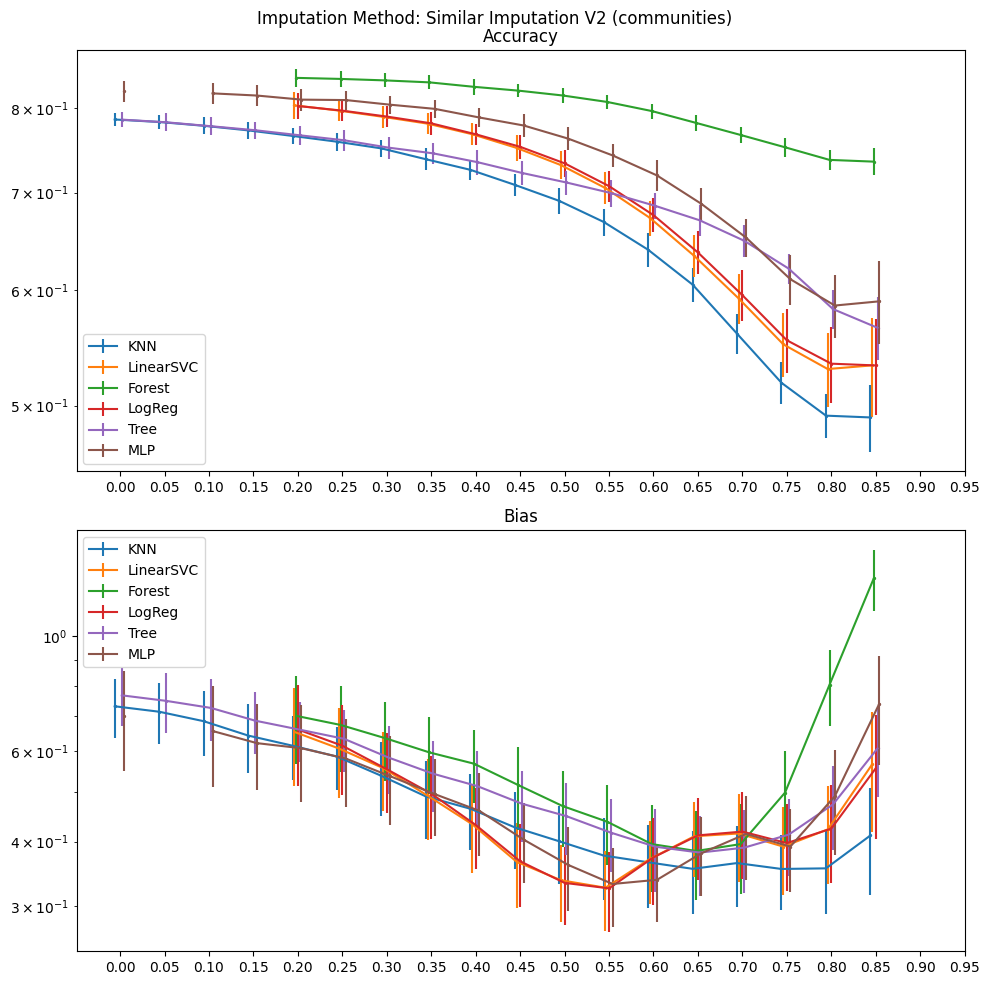 Imputation Method: Similar Imputation V2 (communities)
Accuracy
8 × 10⁻¹
7 × 10⁻¹
6 × 10⁻¹
5 × 10⁻¹
KNN
LinearSVC
Forest
LogReg
Tree
MLP
0.00 0.05 0.10 0.15 0.20 0.25 0.30 0.35 0.40 0.45 0.50 0.55 0.60 0.65 0.70 0.75 0.80 0.85 0.90 0.95
Bias
KNN
LinearSVC
Forest
LogReg
Tree
MLP
10⁰
6 × 10⁻¹
4 × 10⁻¹
3 × 10⁻¹
0.00 0.05 0.10 0.15 0.20 0.25 0.30 0.35 0.40 0.45 0.50 0.55 0.60 0.65 0.70 0.75 0.80 0.85 0.90 0.95